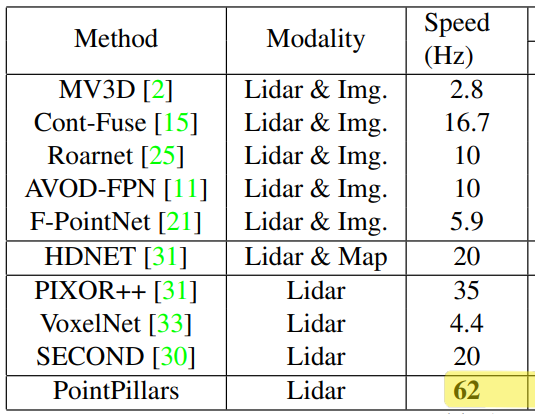 Method Modality Speed (Hz)
MV3D [2] Lidar & Img. 2.8
Cont-Fuse [15] Lidar & Img. 16.7
Roarnet [25] Lidar & Img. 10
AVOD-FPN [11] Lidar & Img. 10
F-PointNet [21] Lidar & Img. 5.9
HDNET [31] Lidar & Map 20
PIXOR++ [31] Lidar 35
VoxelNet [33] Lidar 4.4
SECOND [30] Lidar 20
PointPillars Lidar 62